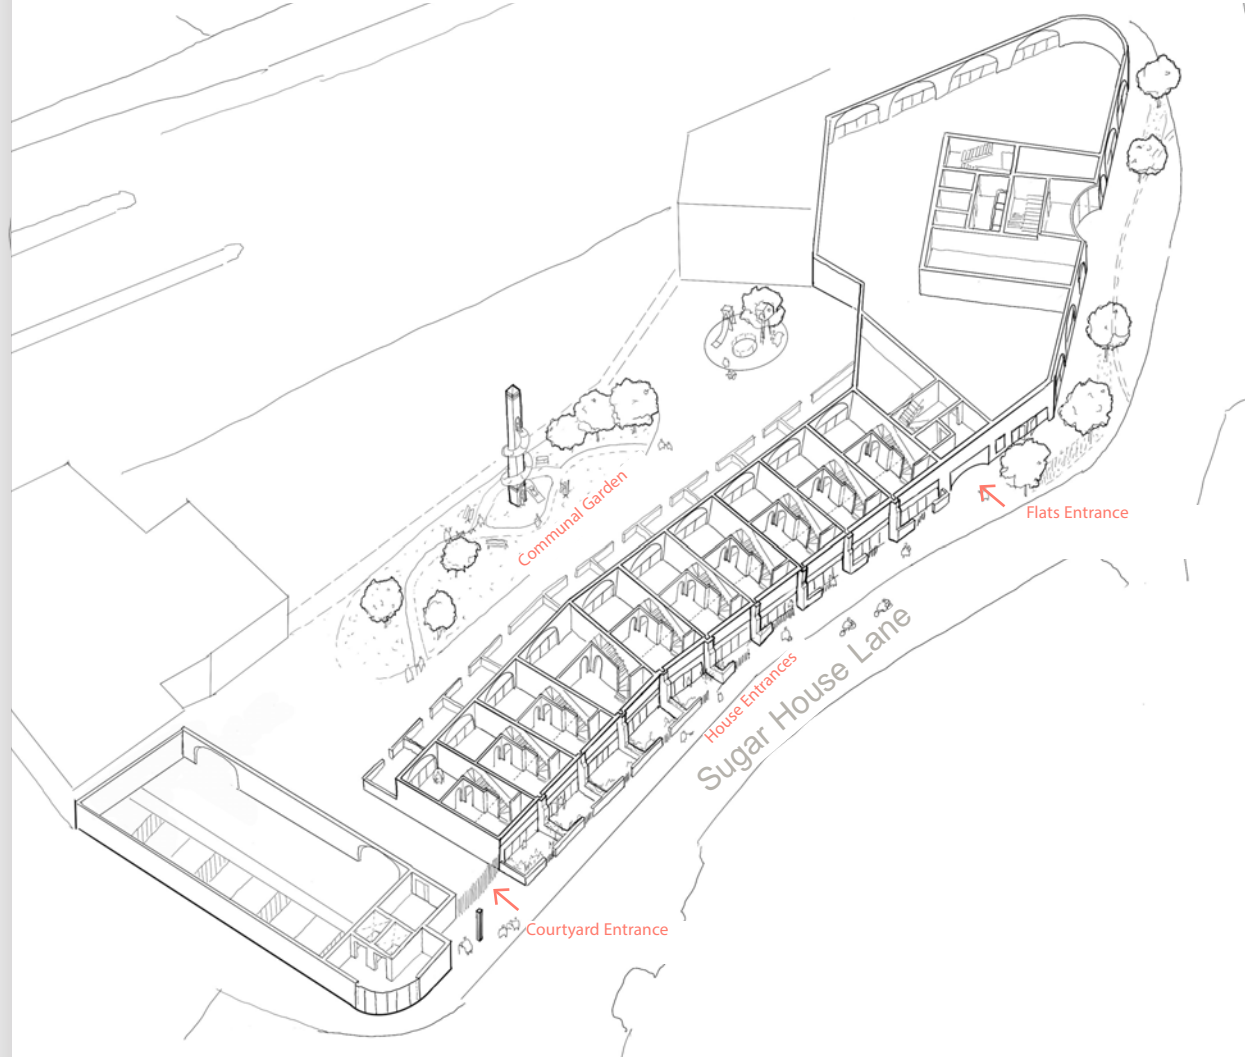 Communal Garden
Flats Entrance
House Entrances
Sugar House Lane
Courtyard Entrance